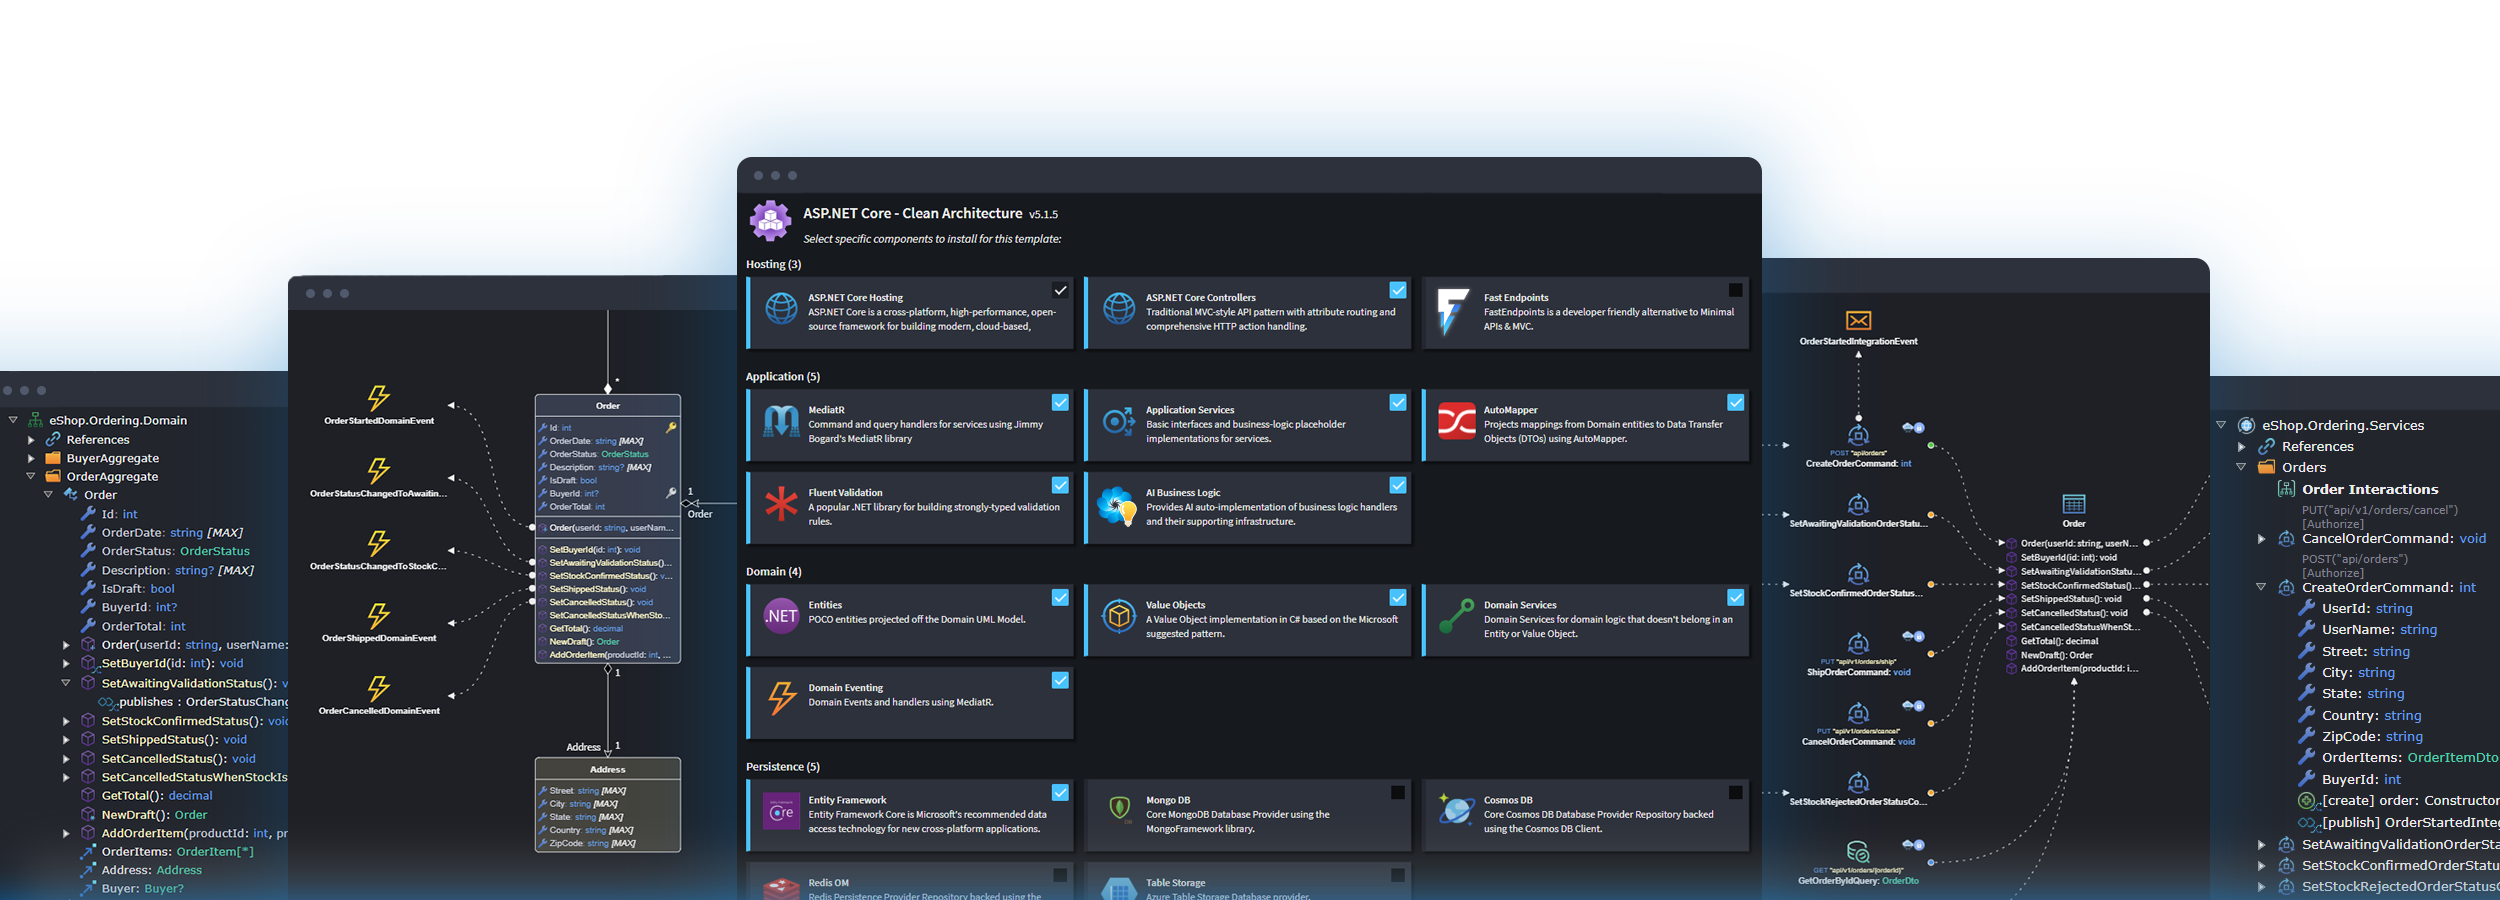 eShop.Ordering.Domain
References
BuyerAggregate
OrderAggregate
Order
Id: int
OrderDate: string [MAX]
OrderStatus: OrderStatus
Description: string? [MAX]
IsDraft: bool
BuyerId: int?
OrderTotal: int
Order(userId: string, userName:
SetBuyerId(id: int): void
SetAwaitingValidationStatus(): v
publishes : OrderStatusChang
SetStockConfirmedStatus(): voic
SetShippedStatus(): void
SetCancelledStatus(): void
SetCancelledStatusWhenStockIs
GetTotal(): decimal
NewDraft(): Order
AddOrderItem(productId: int, pr
OrderItems: OrderItem[*]
Address: Address
Buyer: Buyer?
OrderStartedDomainEvent
OrderStatusChangedToAwaitin...
OrderStatusChangedToStockC...
OrderShippedDomainEvent
OrderCancelledDomainEvent
*
Order
Id: int
OrderDate: string [MAX]
OrderStatus: OrderStatus
Description: string? [MAX]
IsDraft: bool
BuyerId: int?
OrderTotal: int
Order(userId: string, userNam...
SetBuyerId(id: int): void
SetAwaitingValidationStatus()...
SetStockConfirmedStatus(): v...
SetShippedStatus(): void
SetCancelledStatus(): void
SetCancelledStatusWhenSto...
GetTotal(): decimal
NewDraft(): Order
AddOrderItem(productId: int, ...
1
Order
1
Address 1
Address
Street: string [MAX]
City: string [MAX]
State: string [MAX]
Country: string [MAX]
ZipCode: string [MAX]
ASP.NET Core - Clean Architecture v5.1.5
Select specific components to install for this template:
Hosting (3)
ASP.NET Core Hosting
ASP.NET Core is a cross-platform, high-performance, open-
source framework for building modern, cloud-based,
ASP.NET Core Controllers
Traditional MVC-style API pattern with attribute routing and
comprehensive HTTP action handling.
Fast Endpoints
FastEndpoints is a developer friendly alternative to Minimal
APIs & MVC.
Application (5)
MediatR
Command and query handlers for services using Jimmy
Bogard's MediatR library
Application Services
Basic interfaces and business-logic placeholder
implementations for services.
AutoMapper
Projects mappings from Domain entities to Data Transfer
Objects (DTOs) using AutoMapper.
Fluent Validation
A popular .NET library for building strongly-typed validation
rules.
AI Business Logic
Provides AI auto-implementation of business logic handlers
and their supporting infrastructure.
Domain (4)
.NET
Entities
POCO entities projected off the Domain UML Model.
Value Objects
A Value Object implementation in C# based on the Microsoft
suggested pattern.
Domain Services
Domain Services for domain logic that doesn't belong in an
Entity or Value Object.
Domain Eventing
Domain Events and handlers using MediatR.
Persistence (5)
Core
Entity Framework
Entity Framework Core is Microsoft's recommended data
access technology for new cross-platform applications.
Mongo DB
Core MongoDB Database Provider using the
MongoFramework library.
Cosmos DB
Core Cosmos DB Database Provider Repository backed
using the Cosmos DB Client.
Redis OM
Redis Persistence Provider Repository backed using the
Table Storage
Azure Table Storage Database provider.
OrderStartedIntegrationEvent
POST "api/orders"
CreateOrderCommand: int
SetAwaitingValidationOrderStatu...
SetStockConfirmedOrderStatus...
PUT "api/v1/orders/ship"
ShipOrderCommand: void
PUT "api/v1/orders/cancel"
CancelOrderCommand: void
SetStockRejectedOrderStatusCo...
GET "api/v1/orders/{orderId}"
GetOrderByIdQuery: OrderDto
Order
Order(userId: string, userN...
SetBuyerId(id: int): void
SetAwaitingValidationStatu...
SetStockConfirmedStatus()...
SetShippedStatus(): void
SetCancelledStatus(): void
SetCancelledStatusWhenSt...
GetTotal(): decimal
NewDraft(): Order
AddOrderItem(productId: i...
eShop.Ordering.Services
References
Orders
Order Interactions
PUT("api/v1/orders/cancel")
[Authorize]
CancelOrderCommand: void
POST("api/orders")
[Authorize]
CreateOrderCommand: int
UserId: string
UserName: string
Street: string
City: string
State: string
Country: string
ZipCode: string
OrderItems: OrderItemDto
BuyerId: int
[create] order: Constructor
[publish] OrderStartedInteg
SetAwaitingValidationOrderSta
SetStockConfirmedOrderStatu
SetStockRejectedOrderStatusC